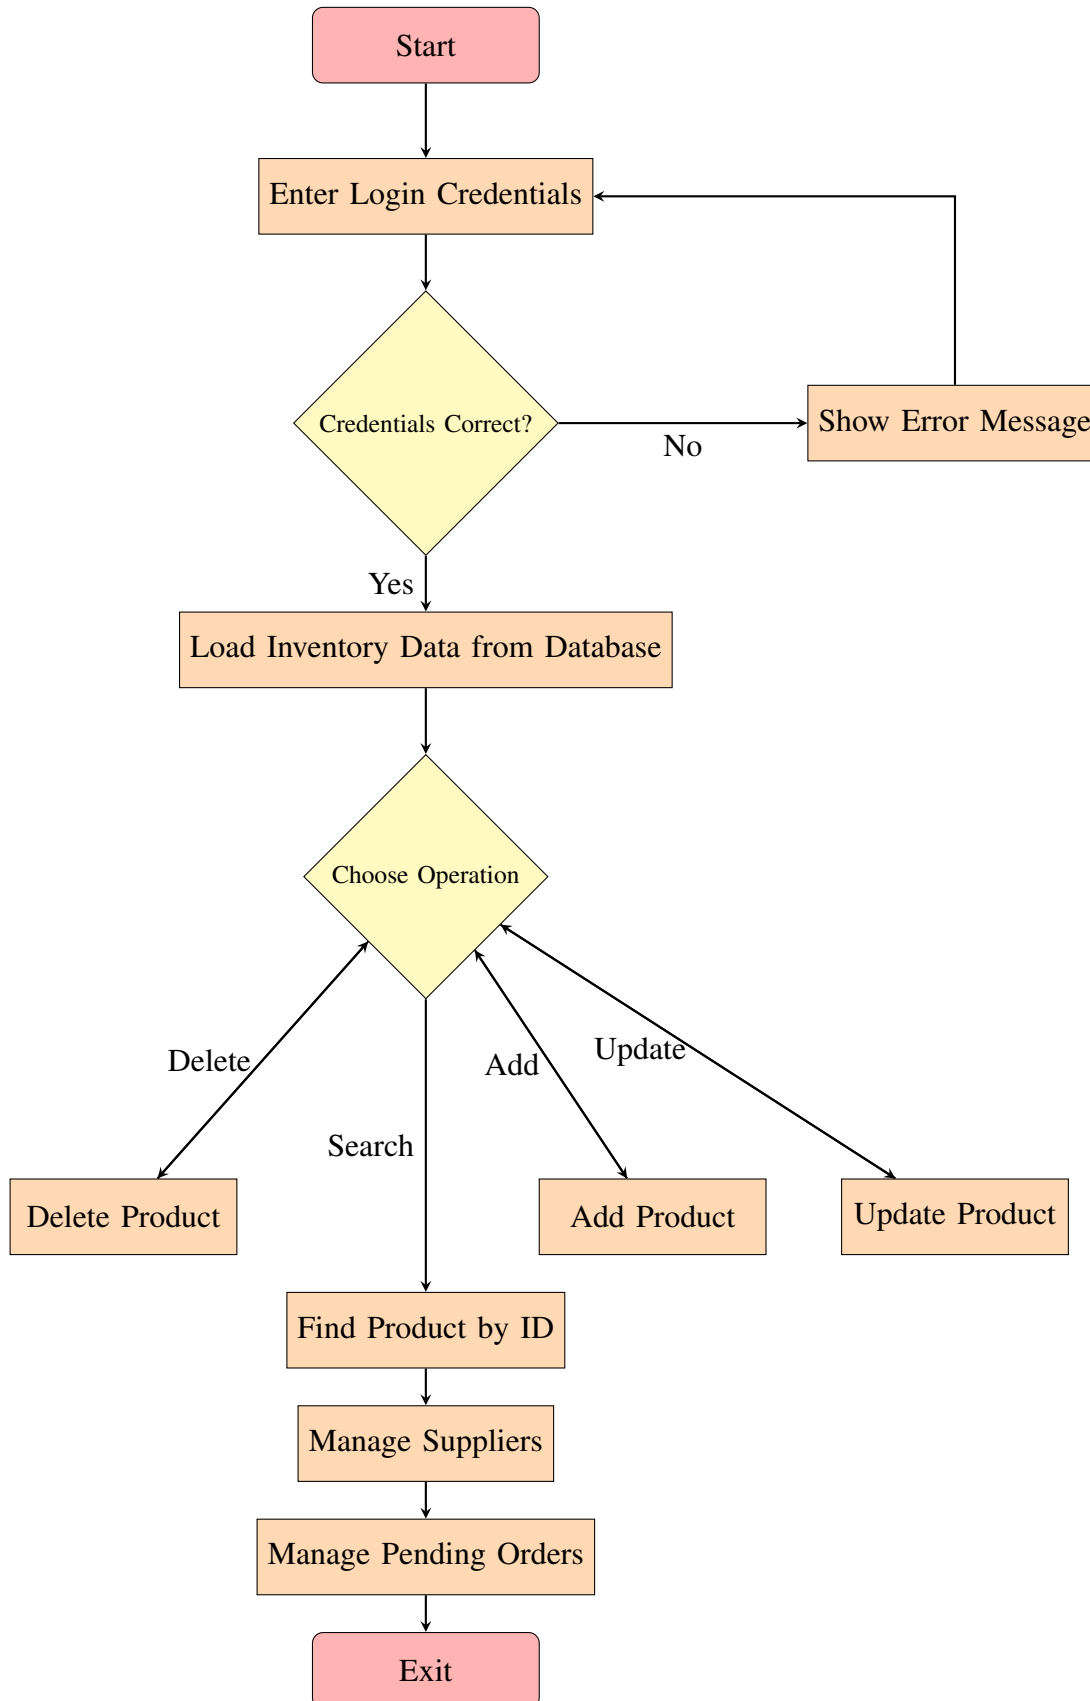 Start
Enter Login Credentials
Credentials Correct?
No
Show Error Message
Yes
Load Inventory Data from Database
Choose Operation
Delete
Search
Add
Update
Delete Product
Add Product
Update Product
Find Product by ID
Manage Suppliers
Manage Pending Orders
Exit